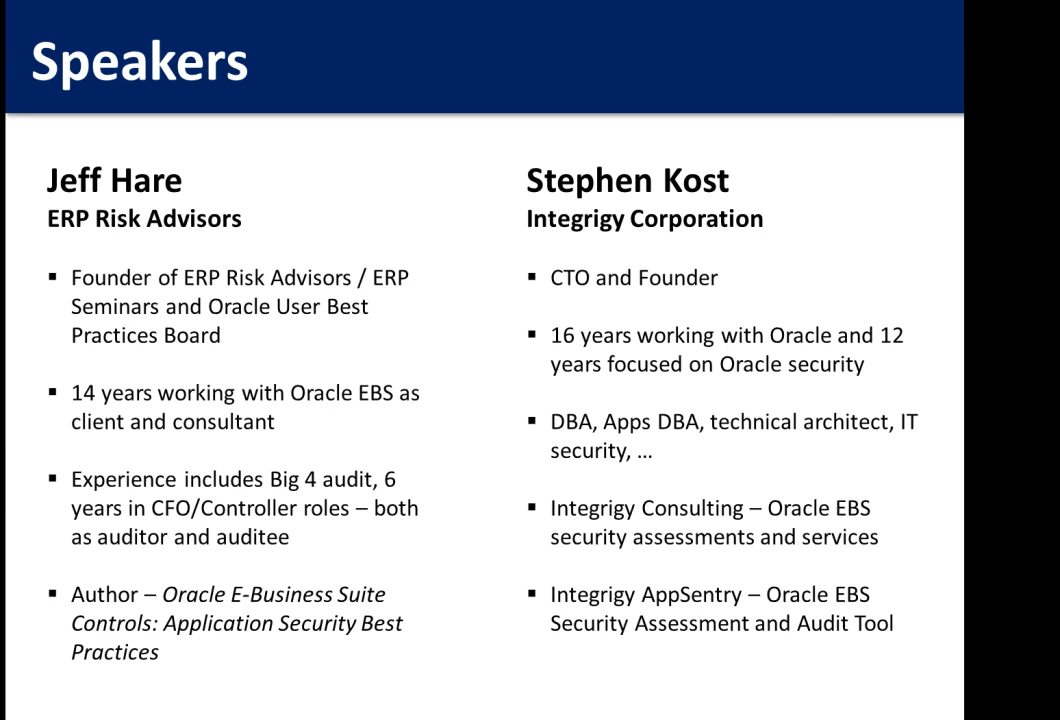 Speakers
Jeff Hare
ERP Risk Advisors
▪ Founder of ERP Risk Advisors / ERP
Seminars and Oracle User Best
Practices Board
▪ 14 years working with Oracle EBS as
client and consultant
▪ Experience includes Big 4 audit, 6
years in CFO/Controller roles – both
as auditor and auditee
▪ Author – Oracle E-Business Suite
Controls: Application Security Best
Practices
Stephen Kost
Integrigy Corporation
▪ CTO and Founder
▪ 16 years working with Oracle and 12
years focused on Oracle security
▪ DBA, Apps DBA, technical architect, IT
security, …
▪ Integrigy Consulting – Oracle EBS
security assessments and services
▪ Integrigy AppSentry – Oracle EBS
Security Assessment and Audit Tool